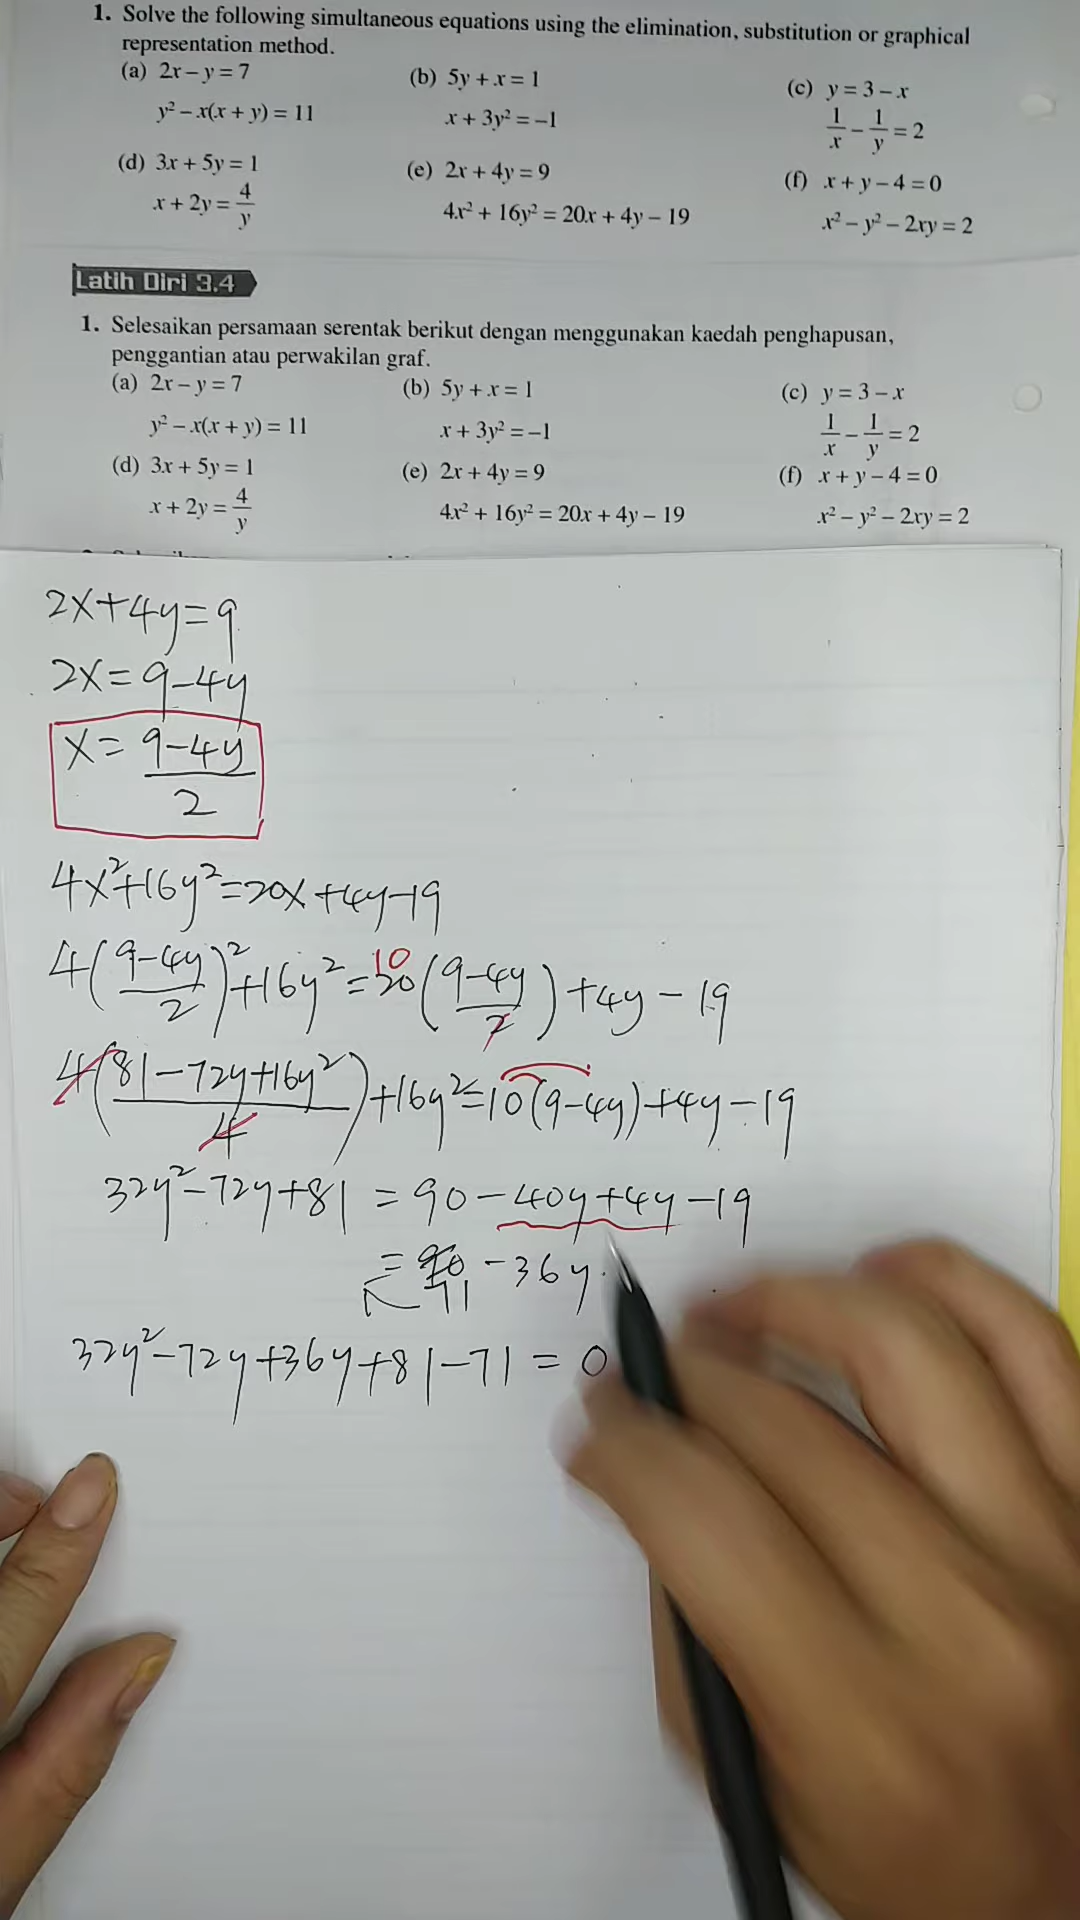 1. Solve the following simultaneous equations using the elimination, substitution or graphical
representation method.
(a) 2x – y = 7 (b) 5y + x = 1 (c) y = 3 – x
y² – x(x + y) = 11 x + 3y² = –1 1/x – 1/y = 2
(d) 3x + 5y = 1 (e) 2x + 4y = 9 (f) x + y – 4 = 0
x + 2y = 4/y 4x² + 16y² = 20x + 4y – 19 x² – y² – 2xy = 2
Latih Diri 3.4
1. Selesaikan persamaan serentak berikut dengan menggunakan kaedah penghapusan,
penggantian atau perwakilan graf.
(a) 2x – y = 7 (b) 5y + x = 1 (c) y = 3 – x
y² – x(x + y) = 11 x + 3y² = –1 1/x – 1/y = 2
(d) 3x + 5y = 1 (e) 2x + 4y = 9 (f) x + y – 4 = 0
x + 2y = 4/y 4x² + 16y² = 20x + 4y – 19 x² – y² – 2xy = 2
2x+4y=9
2x=9-4y
x= 9-4y/2
4x²+16y²=20x+4y-19
4(9-4y/2)²+16y²=20 10(9-4y/2)+4y-19
4(81-72y+16y²/4)+16y²=10(9-4y)+4y-19
32y²-72y+81 = 90-40y+4y-19
= 90 71 -36y
32y²-72y+36y+81-71=0